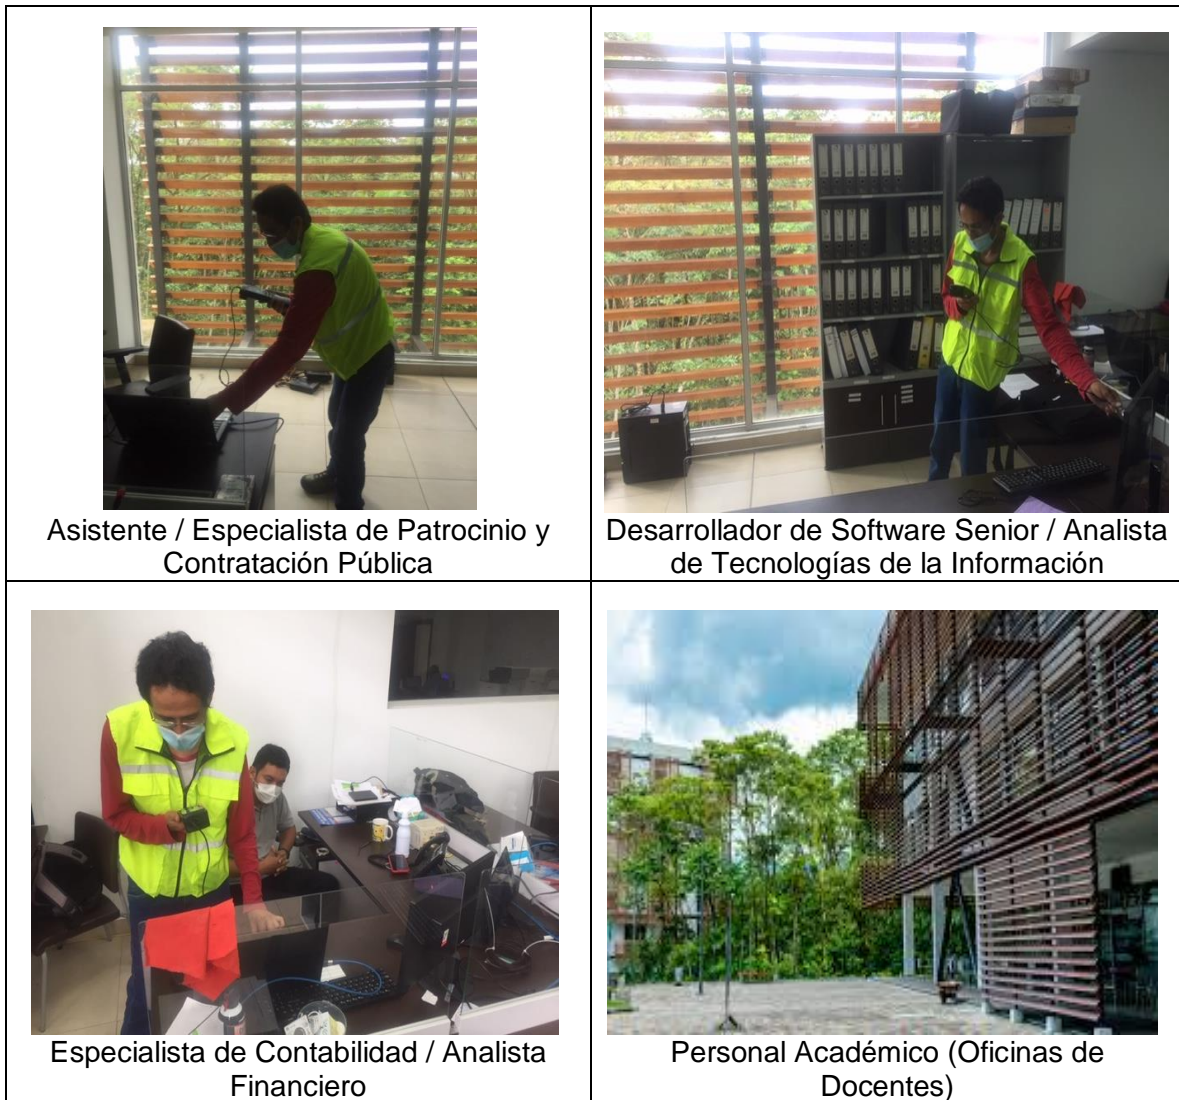 Asistente / Especialista de Patrocinio y
Contratación Pública
Desarrollador de Software Senior / Analista
de Tecnologías de la Información
Especialista de Contabilidad / Analista
Financiero
Personal Académico (Oficinas de
Docentes)